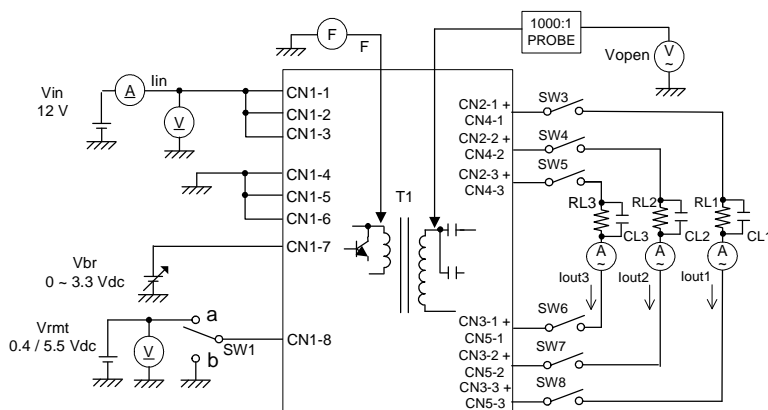 1000:1
PROBE
F
F
Vopen
V
~
Vin
12 V
A
Iin
V
CN1-1
CN1-2
CN1-3
CN1-4
CN1-5
CN1-6
CN1-7
Vbr
0 ~ 3.3 Vdc
Vrmt
0.4 / 5.5 Vdc
V
a
b
SW1
CN1-8
T1
CN2-1 +
CN4-1
SW3
CN2-2 +
CN4-2
SW4
CN2-3 +
CN4-3
SW5
RL3
RL2
RL1
CL3
CL2
CL1
A
~
A
~
A
~
Iout3
Iout2
Iout1
CN3-1 +
CN5-1
SW6
CN3-2 +
CN5-2
SW7
CN3-3 +
CN5-3
SW8